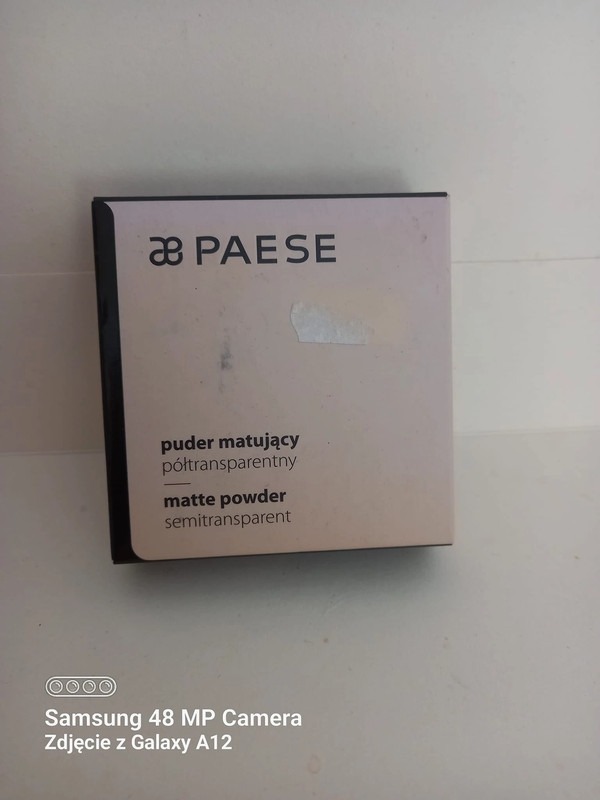 PAESE
puder matujący
półtransparentny
matte powder
semitransparent
Samsung 48 MP Camera
Zdjęcie z Galaxy A12